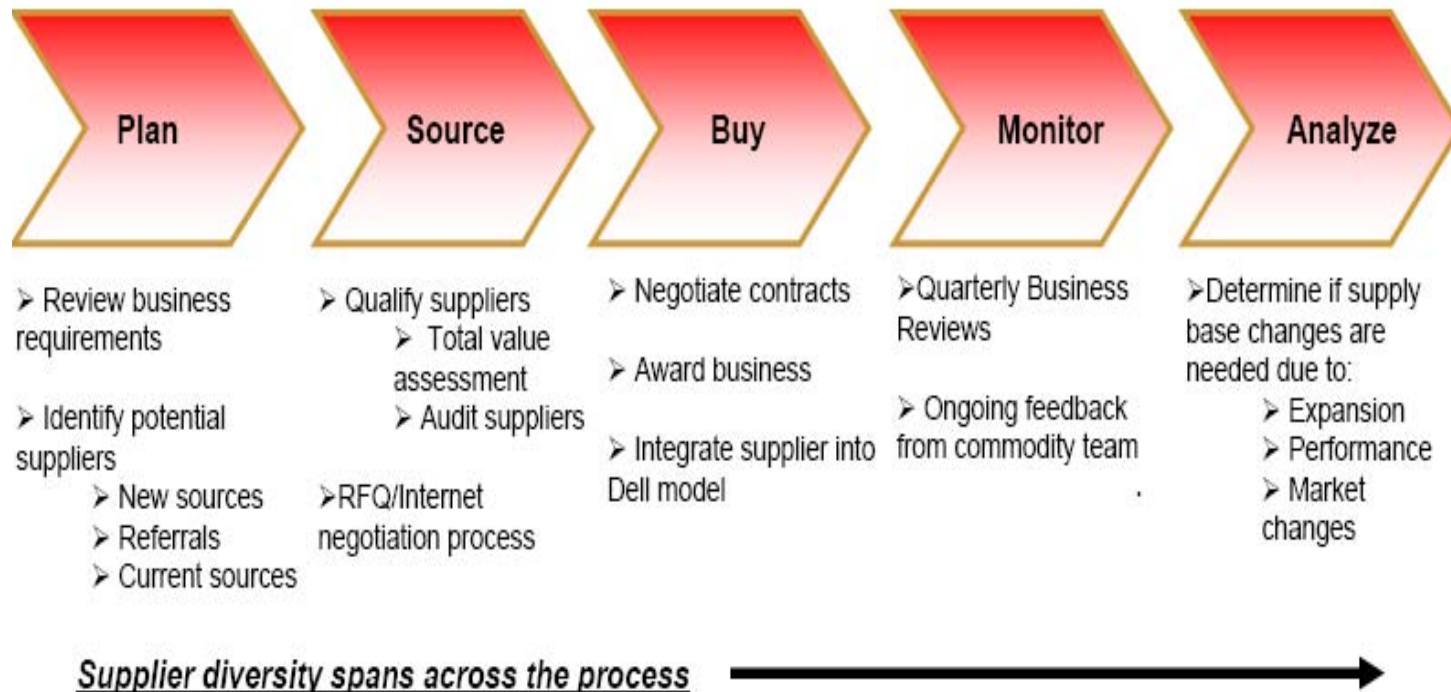 Plan
Source
Buy
Monitor
Analyze
➢ Review business
requirements
➢ Identify potential
suppliers
➢ New sources
➢ Referrals
➢ Current sources
➢ Qualify suppliers
➢ Total value
assessment
➢ Audit suppliers
➢RFQ/Internet
negotiation process
➢ Negotiate contracts
➢ Award business
➢ Integrate supplier into
Dell model
➢Quarterly Business
Reviews
➢ Ongoing feedback
from commodity team
.
➢Determine if supply
base changes are
needed due to:
➢ Expansion
➢ Performance
➢ Market
changes
Supplier diversity spans across the process